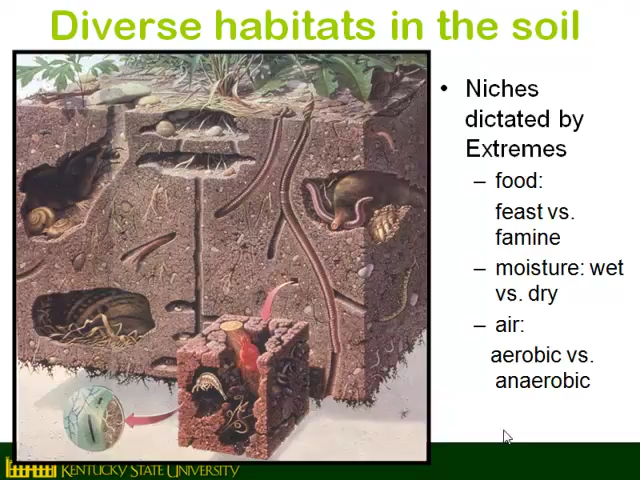 Diverse habitats in the soil
• Niches
dictated by
Extremes
– food:
feast vs.
famine
– moisture: wet
vs. dry
– air:
aerobic vs.
anaerobic
KENTUCKY STATE UNIVERSITY